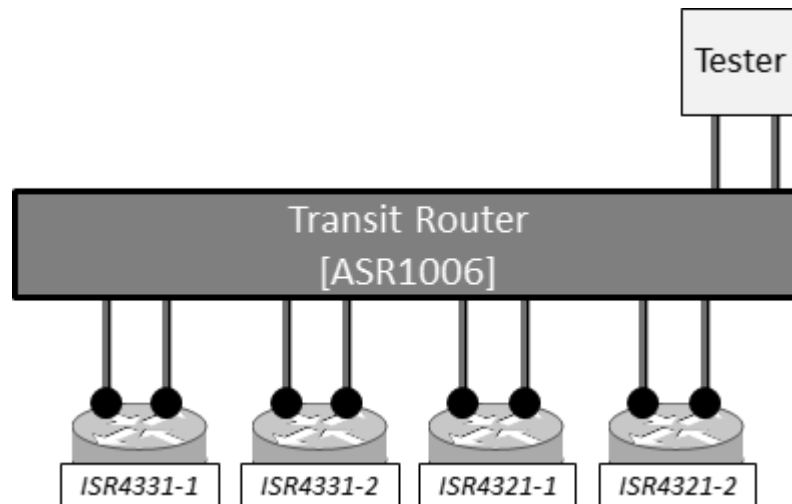 Tester
Transit Router
[ASR1006]
ISR4331-1
ISR4331-2
ISR4321-1
ISR4321-2